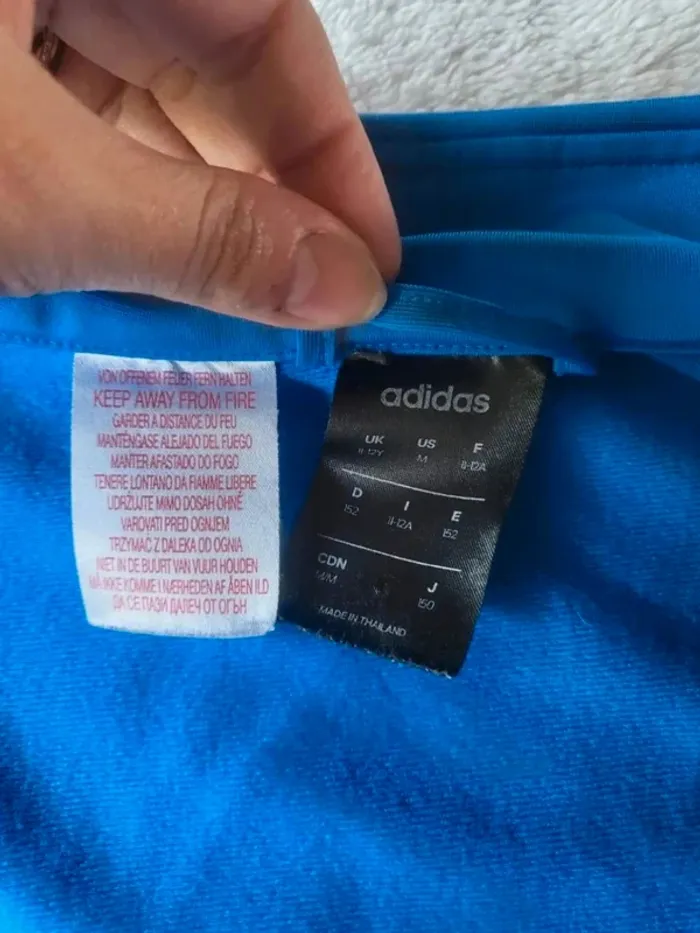 VON OFFENEM FEUER FERN HALTEN
KEEP AWAY FROM FIRE
GARDER A DISTANCE DU FEU
MANTÉNGASE ALEJADO DEL FUEGO
MANTER AFASTADO DO FOGO
TENERE LONTANO DA FIAMME LIBERE
UDRŽUJTE MIMO DOSAH OHNĚ
VAROVATI PRED OGNJEM
TRZYMAĆ Z DALEKA OD OGNIA
NIET IN DE BUURT VAN VUUR HOUDEN
MÅ IKKE KOMME I NÆRHEDEN AF ÅBEN ILD
ДА СЕ ПАЗИ ДАЛЕЧ ОТ ОГЪН
adidas
UK US F
11-12Y M 11-12A
D I E
152 11-12A 152
CDN J
M/M 150
MADE IN THAILAND